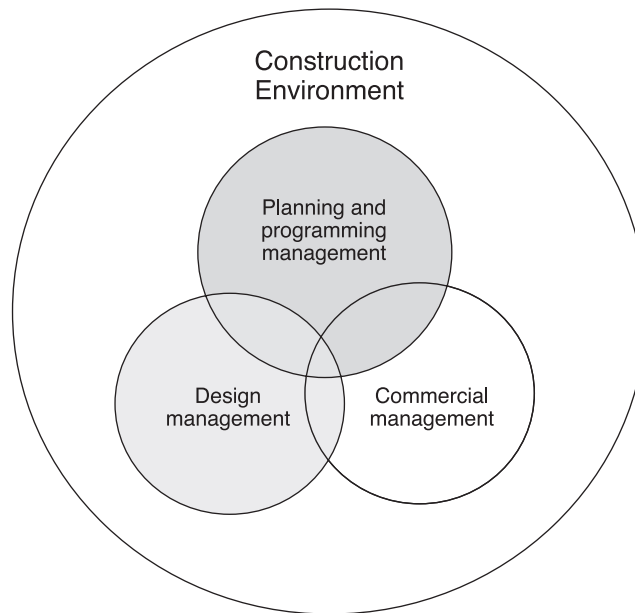 Construction
Environment
Planning and
programming
management
Design
management
Commercial
management